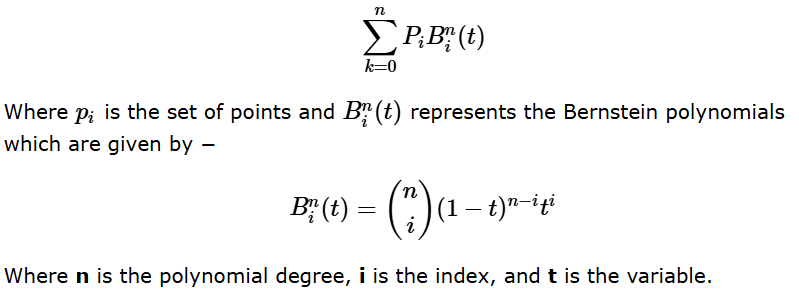 $$\sum_{k=0}^{n} P_i B_i^n(t)$$
Where $p_i$ is the set of points and $B_i^n(t)$ represents the Bernstein polynomials
which are given by −
$$B_i^n(t) = \binom{n}{i}(1-t)^{n-i}t^i$$
Where n is the polynomial degree, i is the index, and t is the variable.